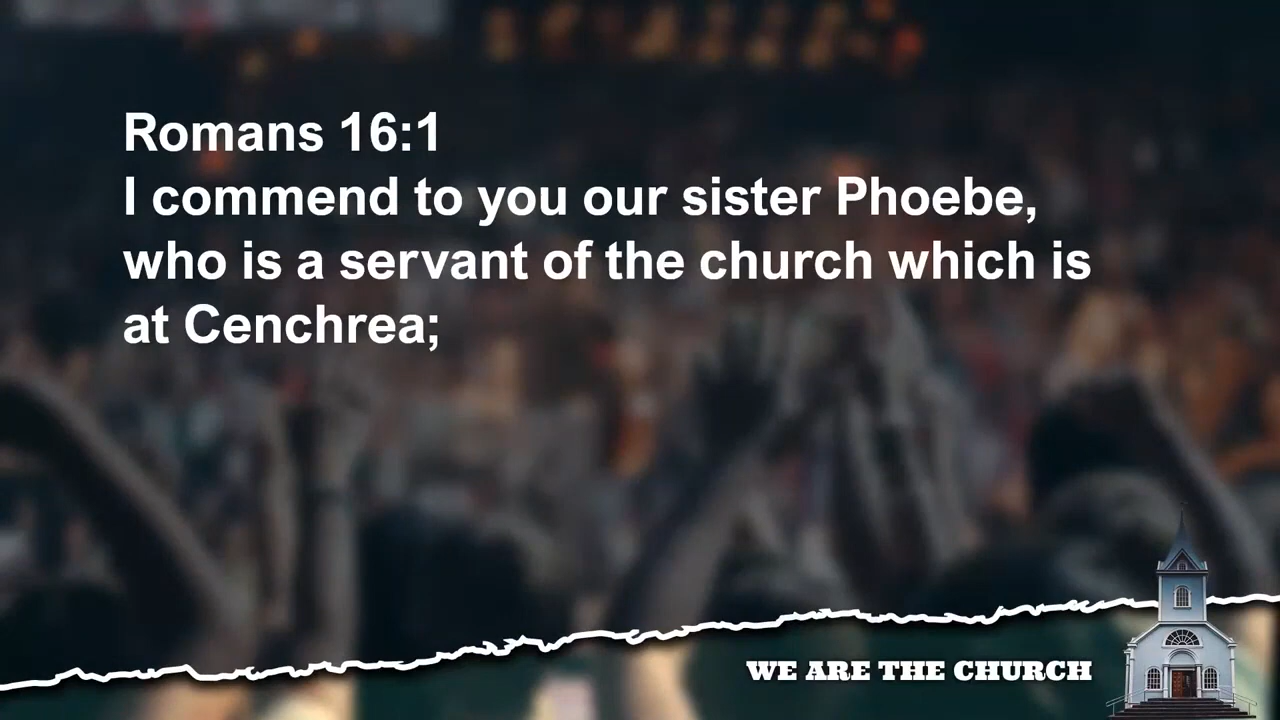 Romans 16:1
I commend to you our sister Phoebe,
who is a servant of the church which is
at Cenchrea;
WE ARE THE CHURCH